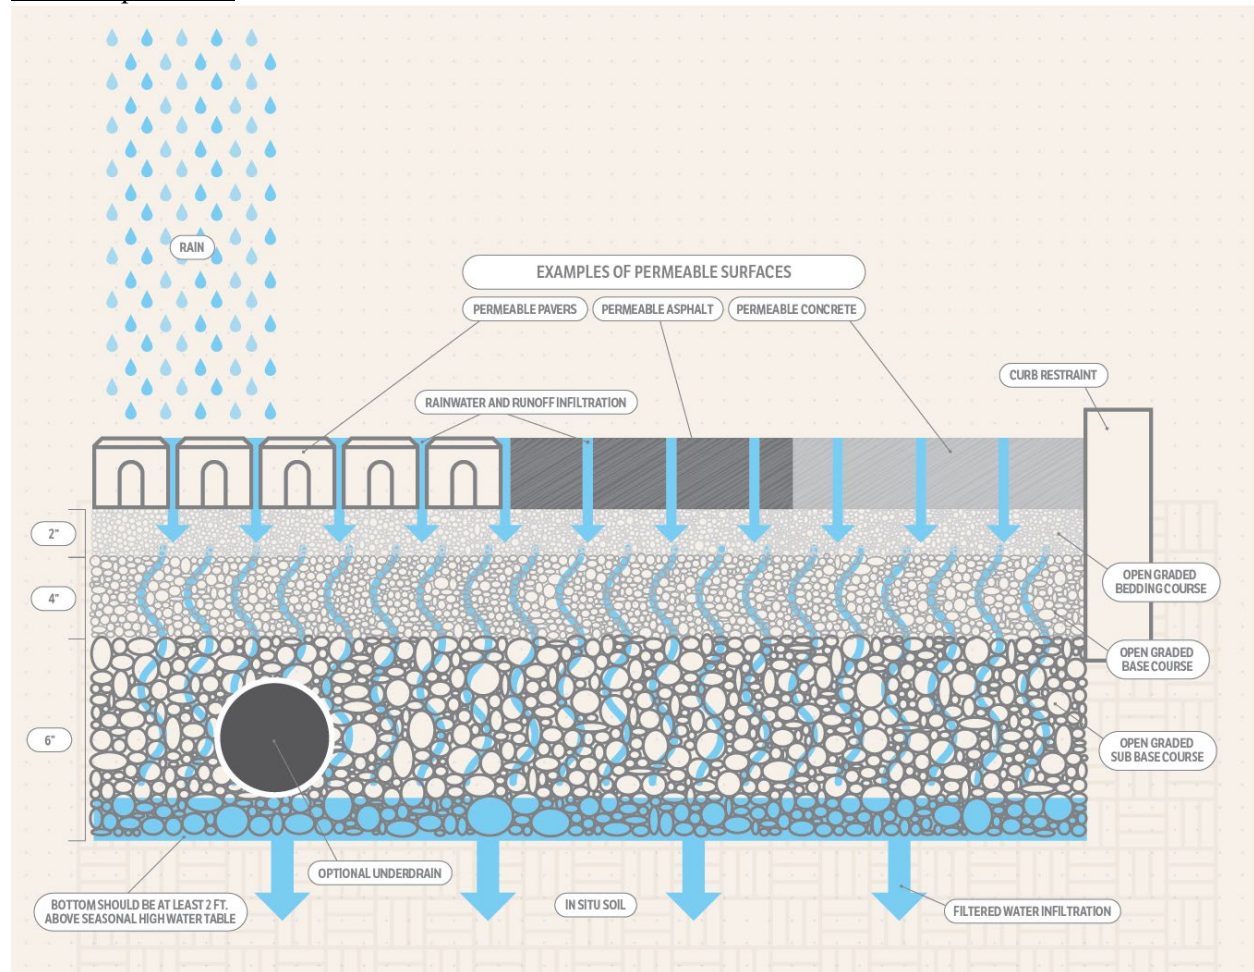 RAIN
EXAMPLES OF PERMEABLE SURFACES
PERMEABLE PAVERS
PERMEABLE ASPHALT
PERMEABLE CONCRETE
CURB RESTRAINT
RAINWATER AND RUNOFF INFILTRATION
2"
4"
6"
OPEN GRADED
BEDDING COURSE
OPEN GRADED
BASE COURSE
OPEN GRADED
SUB BASE COURSE
OPTIONAL UNDERDRAIN
BOTTOM SHOULD BE AT LEAST 2 FT.
ABOVE SEASONAL HIGH WATER TABLE
IN SITU SOIL
FILTERED WATER INFILTRATION